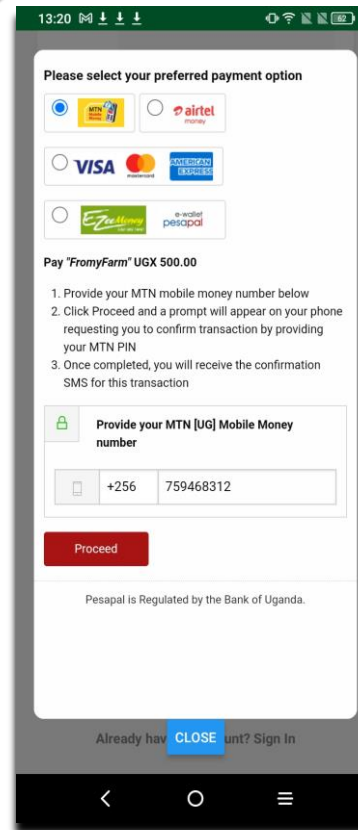 13:20
62
Please select your preferred payment option
MTN
airtel
money
VISA mastercard AMERICAN EXPRESS
EZeeMoney e-wallet
pesapal
Pay "FromyFarm" UGX 500.00
1. Provide your MTN mobile money number below
2. Click Proceed and a prompt will appear on your phone
requesting you to confirm transaction by providing
your MTN PIN
3. Once completed, you will receive the confirmation
SMS for this transaction
Provide your MTN [UG] Mobile Money
number
+256 759468312
Proceed
Pesapal is Regulated by the Bank of Uganda.
Already hav CLOSE unt? Sign In